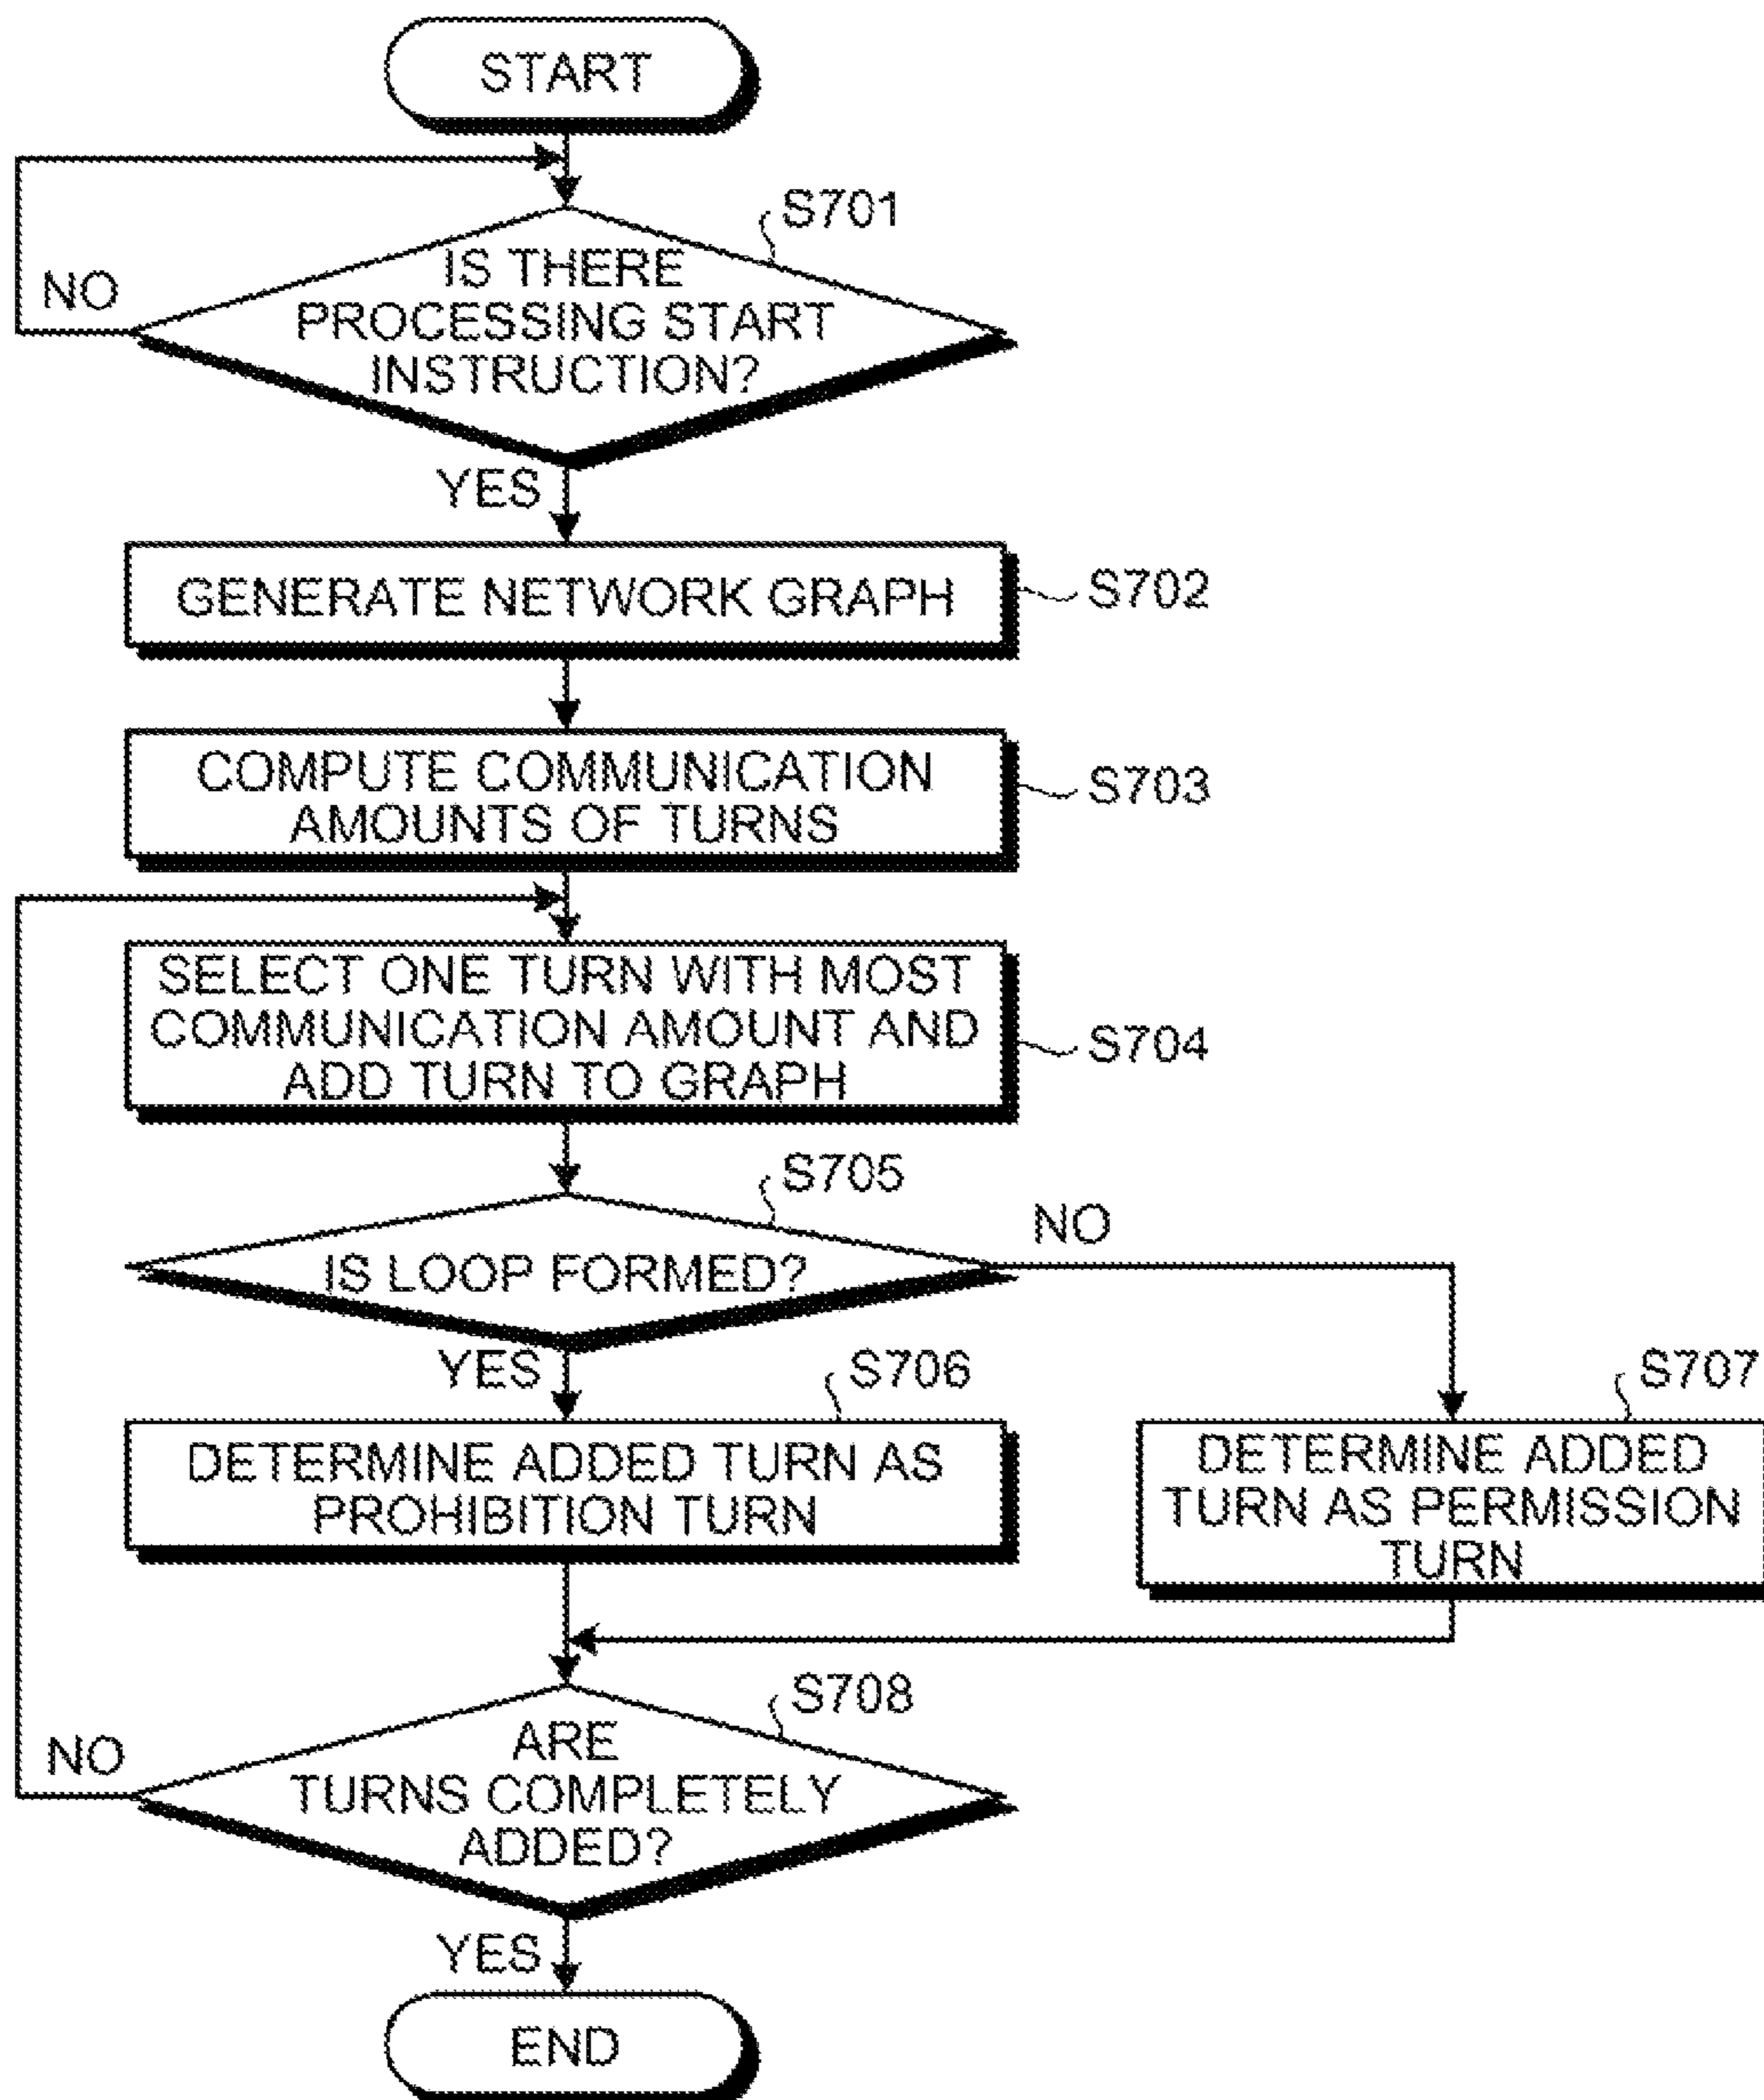 START
S701
IS THERE
PROCESSING START
INSTRUCTION?
NO
YES
GENERATE NETWORK GRAPH
S702
COMPUTE COMMUNICATION
AMOUNTS OF TURNS
S703
SELECT ONE TURN WITH MOST
COMMUNICATION AMOUNT AND
ADD TURN TO GRAPH
S704
S705
IS LOOP FORMED?
NO
YES
S706
DETERMINE ADDED TURN AS
PROHIBITION TURN
S707
DETERMINE ADDED
TURN AS PERMISSION
TURN
S708
ARE
TURNS COMPLETELY
ADDED?
NO
YES
END